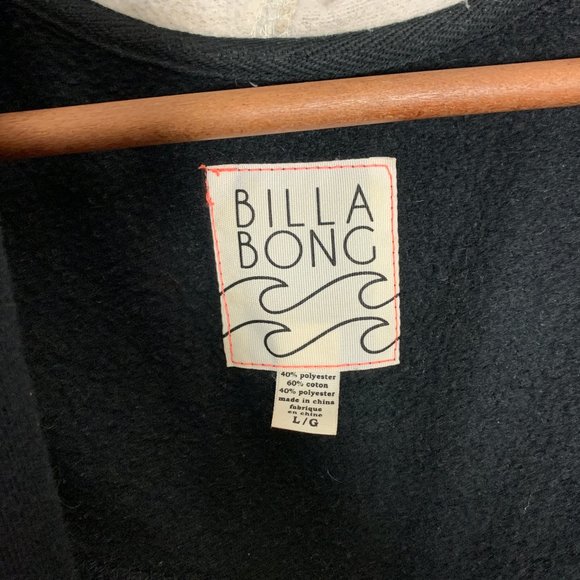 BILLA
BONG
40% polyester
60% coton
40% polyester
made in china
fabrique
en chine
L/G